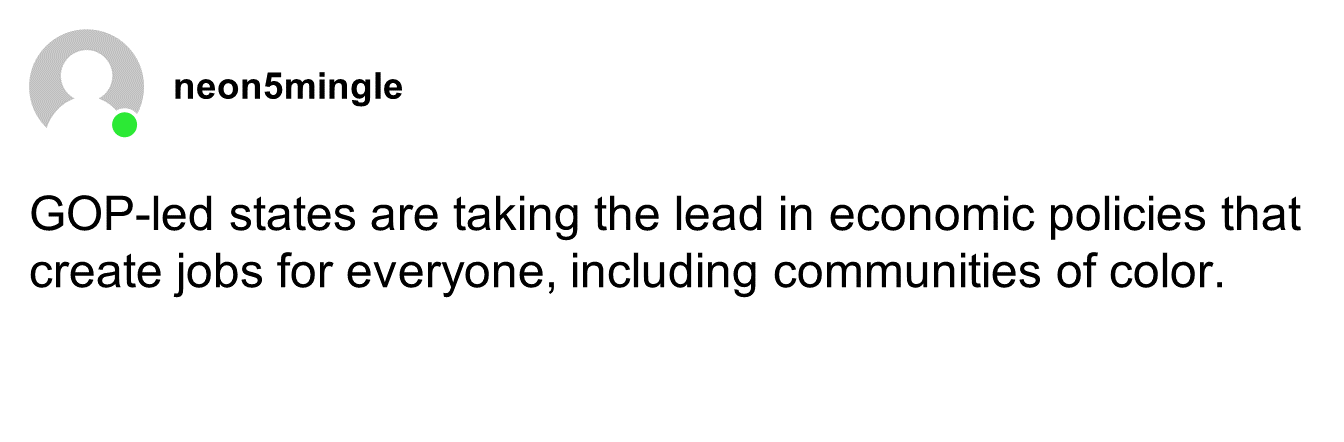 neon5mingle
GOP-led states are taking the lead in economic policies that
create jobs for everyone, including communities of color.